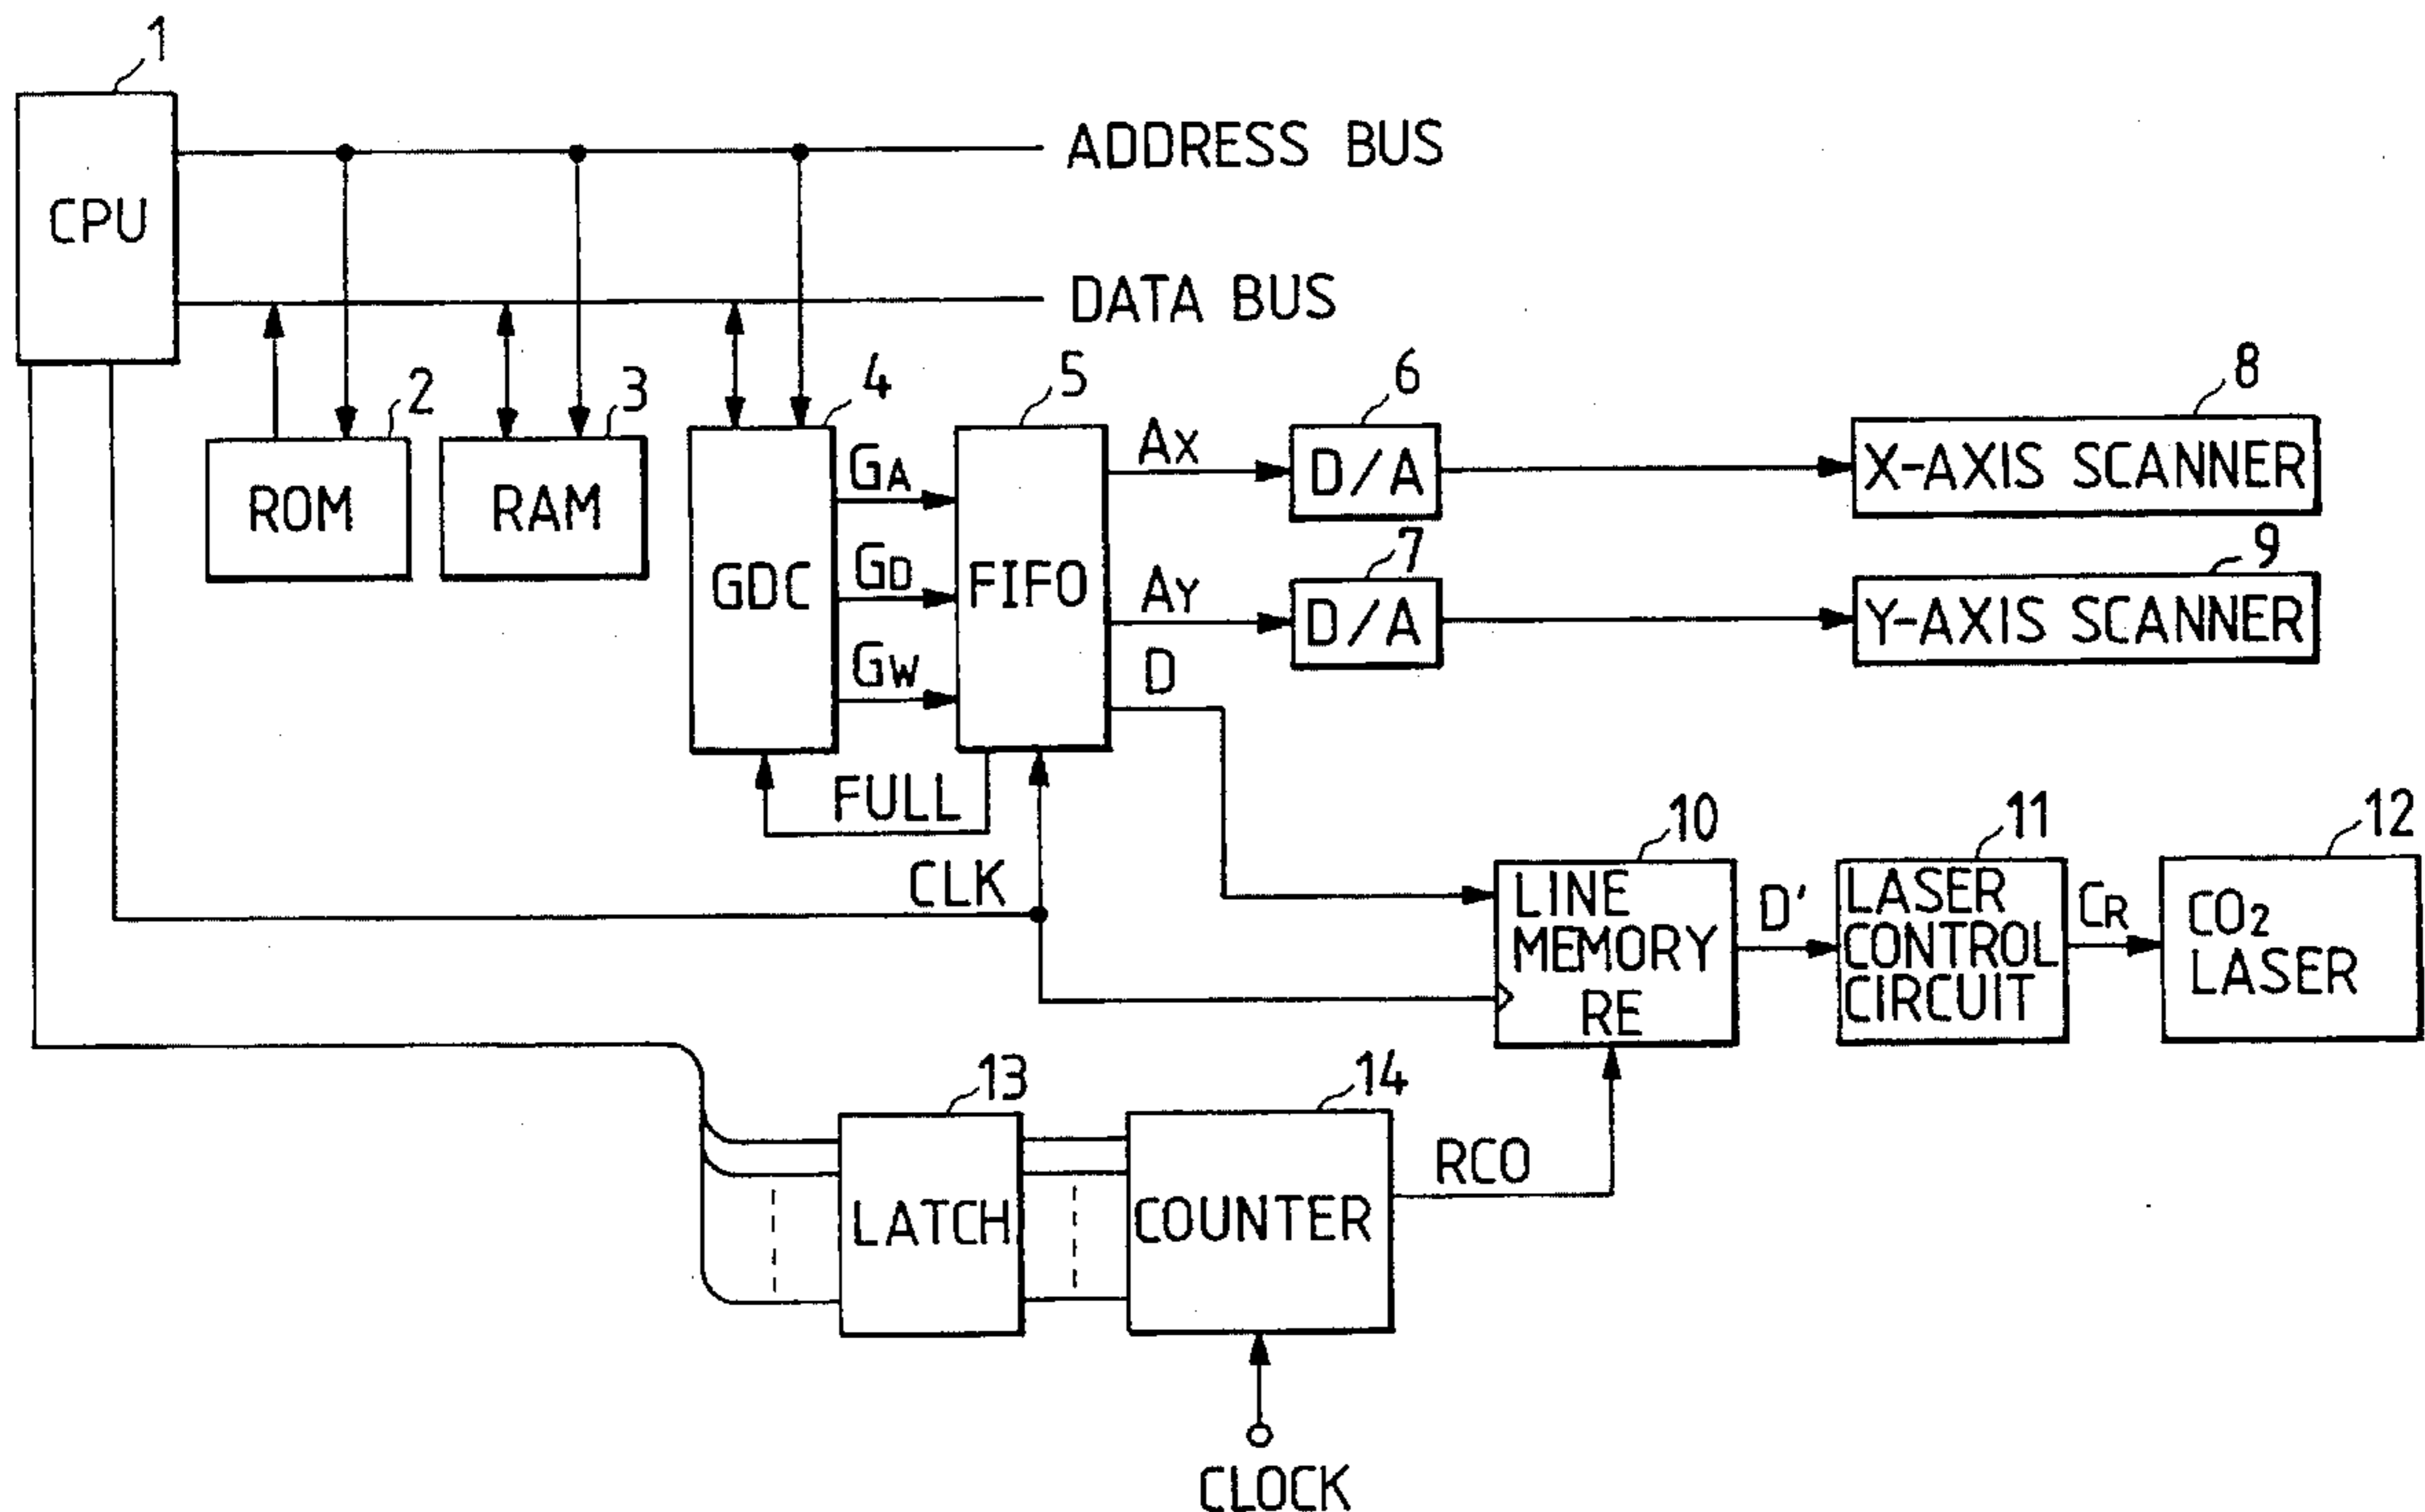 1
CPU
ADDRESS BUS
DATA BUS
2
ROM
3
RAM
4
GDC
GA
GD
GW
5
FIFO
FULL
CLK
AX
AY
D
6
D/A
7
D/A
8
X-AXIS SCANNER
9
Y-AXIS SCANNER
10
LINE
MEMORY
RE
D'
11
LASER
CONTROL
CIRCUIT
CR
12
CO2
LASER
13
LATCH
14
COUNTER
RCO
CLOCK